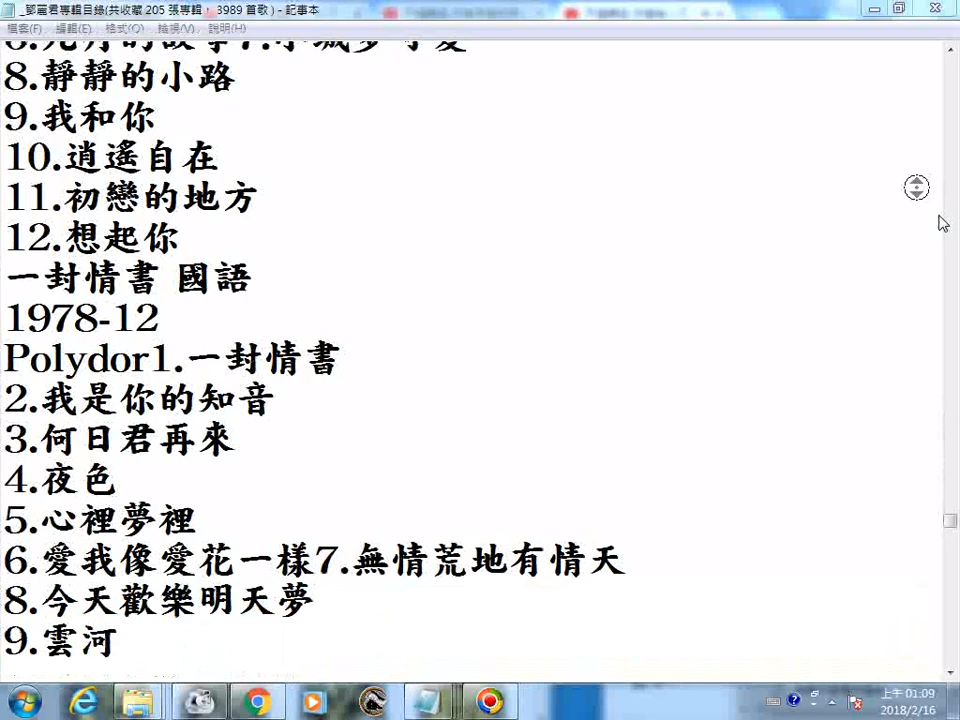 _鄧麗君專輯目錄(共收藏 205 張專輯， 3989 首歌 ) - 記事本
檔案(F) 編輯(E) 格式(O) 檢視(V) 說明(H)
8.靜靜的小路
9.我和你
10.逍遙自在
11.初戀的地方
12.想起你
一封情書 國語
1978-12
Polydor1.一封情書
2.我是你的知音
3.何日君再來
4.夜色
5.心裡夢裡
6.愛我像愛花一樣7.無情荒地有情天
8.今天歡樂明天夢
9.雲河
上午 01:09
2018/2/16